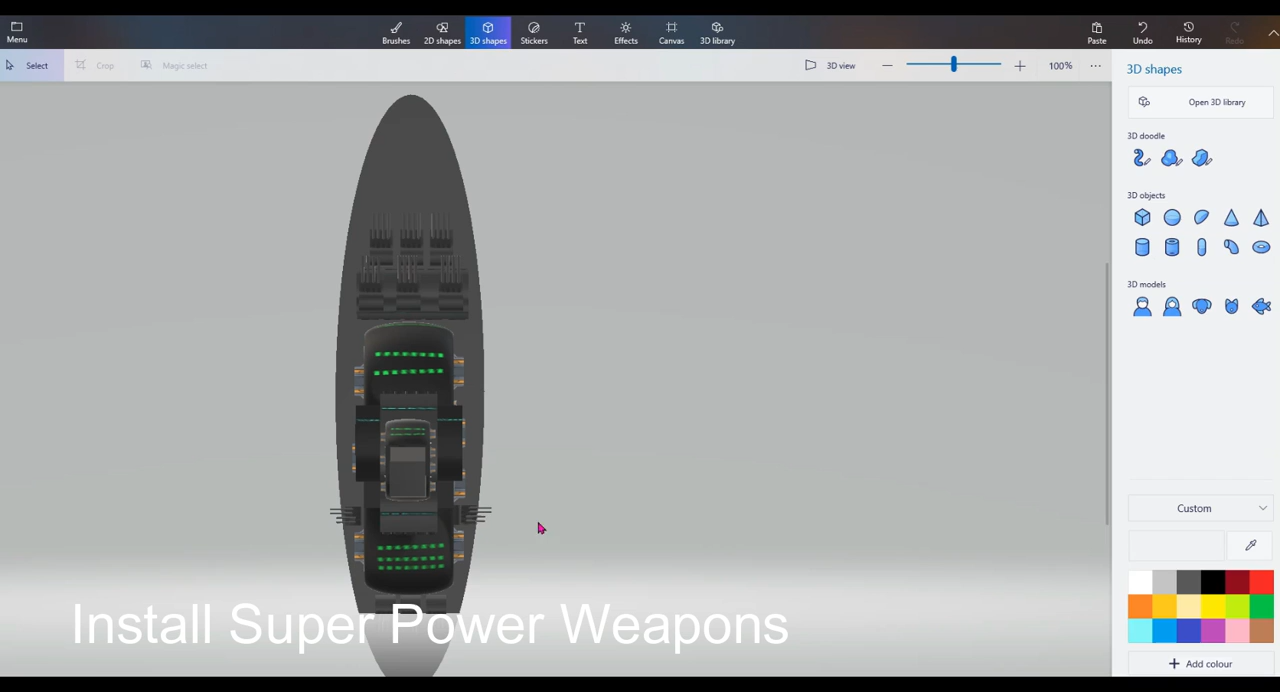 Menu
Brushes
2D shapes
3D shapes
Stickers
Text
Effects
Canvas
3D library
Paste
Undo
History
Redo
Select
Crop
Magic select
3D view
100%
3D shapes
Open 3D library
3D doodle
3D objects
3D models
Custom
Add colour
Install Super Power Weapons